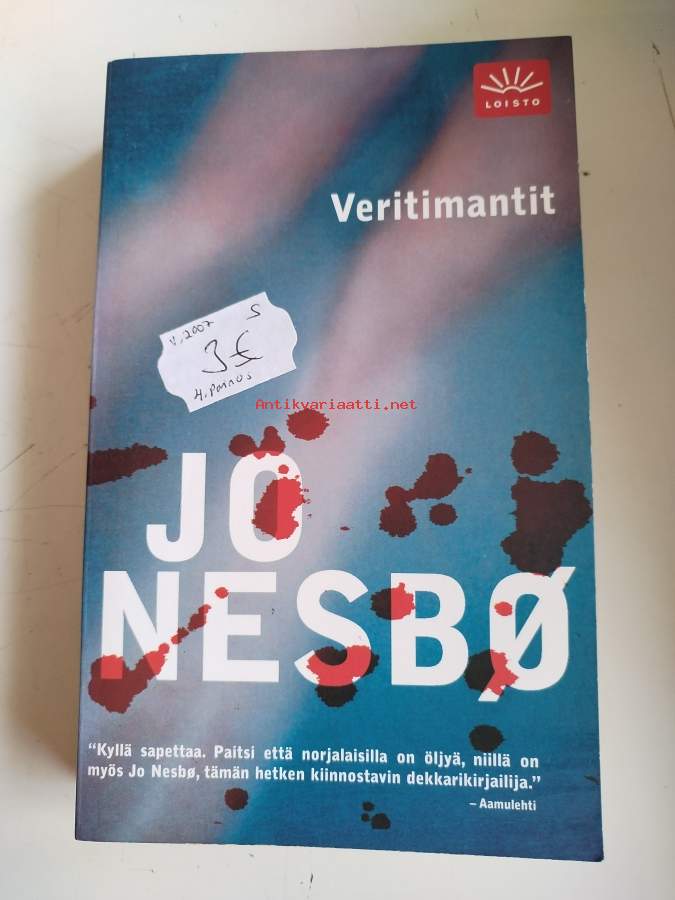 LOISTO
Veritimantit
v. 2007 S
3€
4. painos
Antikvariaatti.net
JO
NESBØ
“Kyllä sapettaa. Paitsi että norjalaisilla on öljyä, niillä on
myös Jo Nesbø, tämän hetken kiinnostavin dekkarikirjailija.”
– Aamulehti